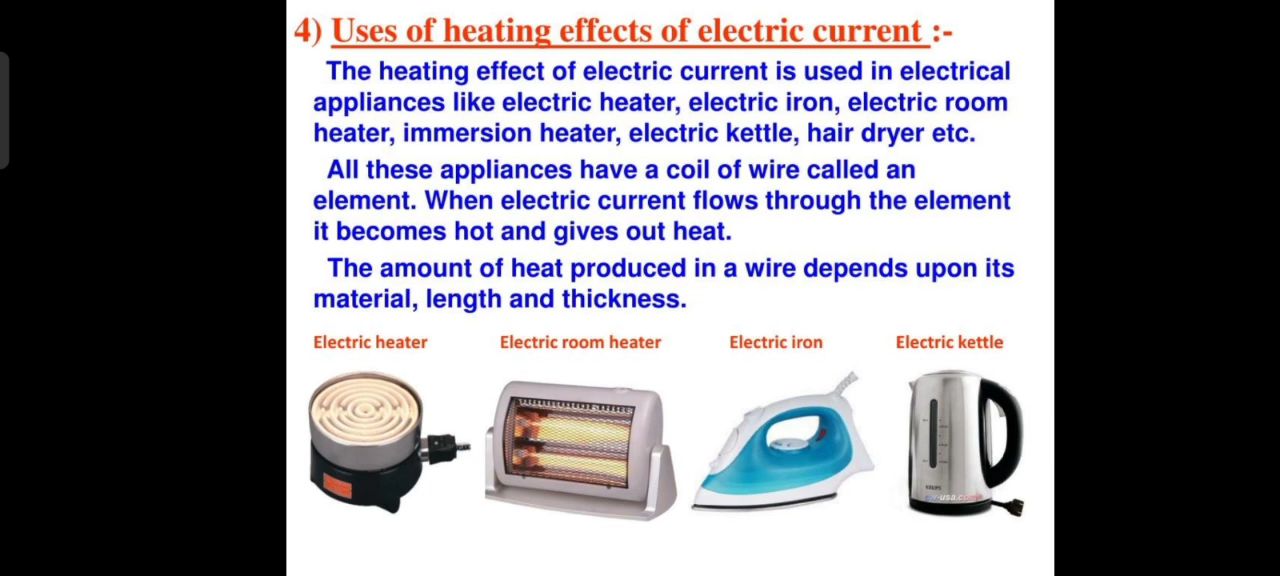 4) Uses of heating effects of electric current :-
The heating effect of electric current is used in electrical
appliances like electric heater, electric iron, electric room
heater, immersion heater, electric kettle, hair dryer etc.
All these appliances have a coil of wire called an
element. When electric current flows through the element
it becomes hot and gives out heat.
The amount of heat produced in a wire depends upon its
material, length and thickness.
Electric heater
Electric room heater
Electric iron
Electric kettle